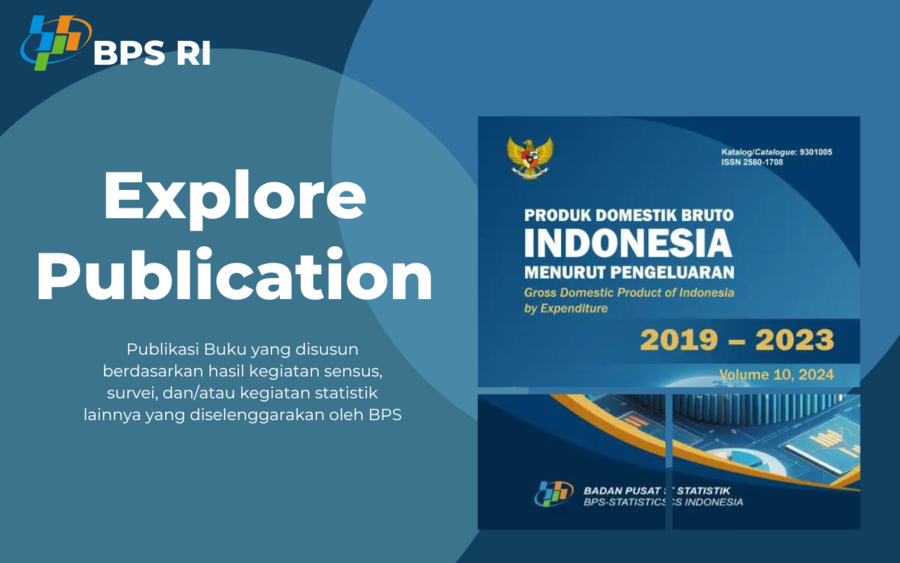 BPS RI
Explore
Publication
Publikasi Buku yang disusun
berdasarkan hasil kegiatan sensus,
survei, dan/atau kegiatan statistik
lainnya yang diselenggarakan oleh BPS
Katalog/Catalogue: 9301005
ISSN 2580-1708
PRODUK DOMESTIK BRUTO
INDONESIA
MENURUT PENGELUARAN
Gross Domestic Product of Indonesia
by Expenditure
2019 – 2023
Volume 10, 2024
BADAN PUSAT STATISTIK
BPS-STATISTICS INDONESIA